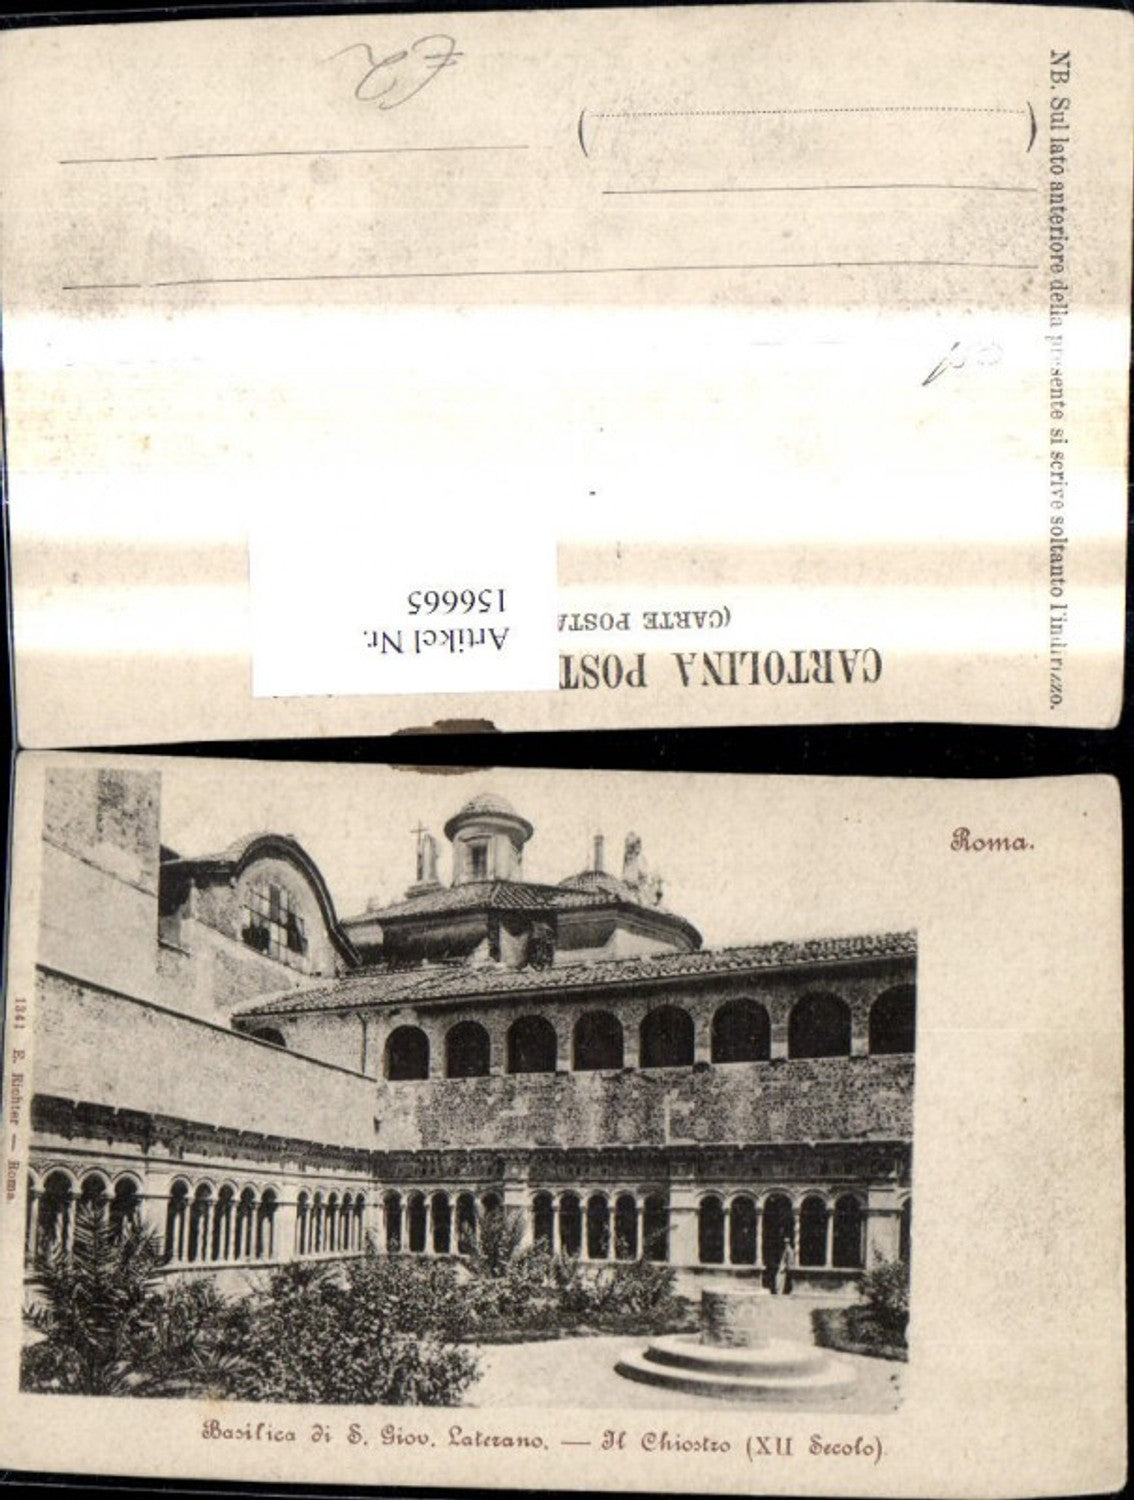 NB. Sul lato anteriore della presente si scrive soltanto l'indirizzo.
CARTOLINA POST
(CARTE POSTA
Artikel Nr.
156665
Roma.
1341 E. Richter — Roma.
Basilica di S. Giov. Laterano. — Il Chiostro (XII Secolo)